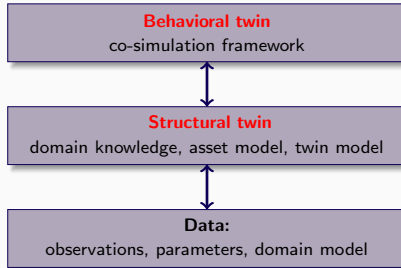 Behavioral twin
co-simulation framework
Structural twin
domain knowledge, asset model, twin model
Data:
observations, parameters, domain model